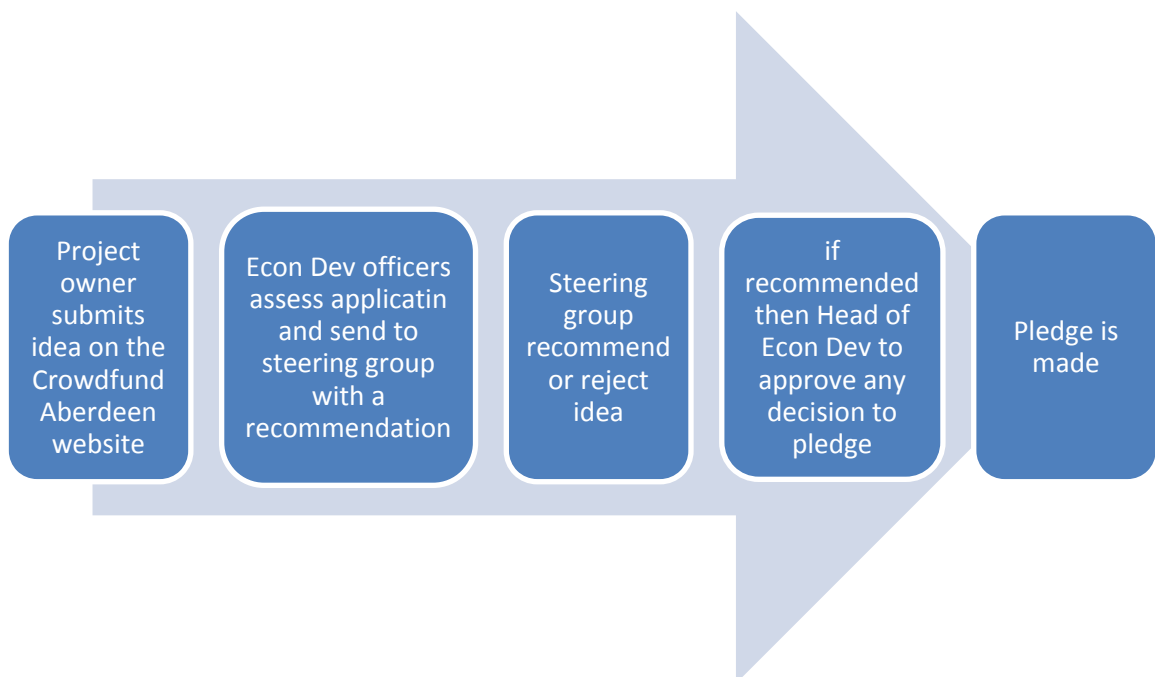 Project
owner
submits
idea on the
Crowdfund
Aberdeen
website
Econ Dev officers
assess applicatin
and send to
steering group
with a
recommendation
Steering
group
recommend
or reject
idea
if
recommended
then Head of
Econ Dev to
approve any
decision to
pledge
Pledge is
made